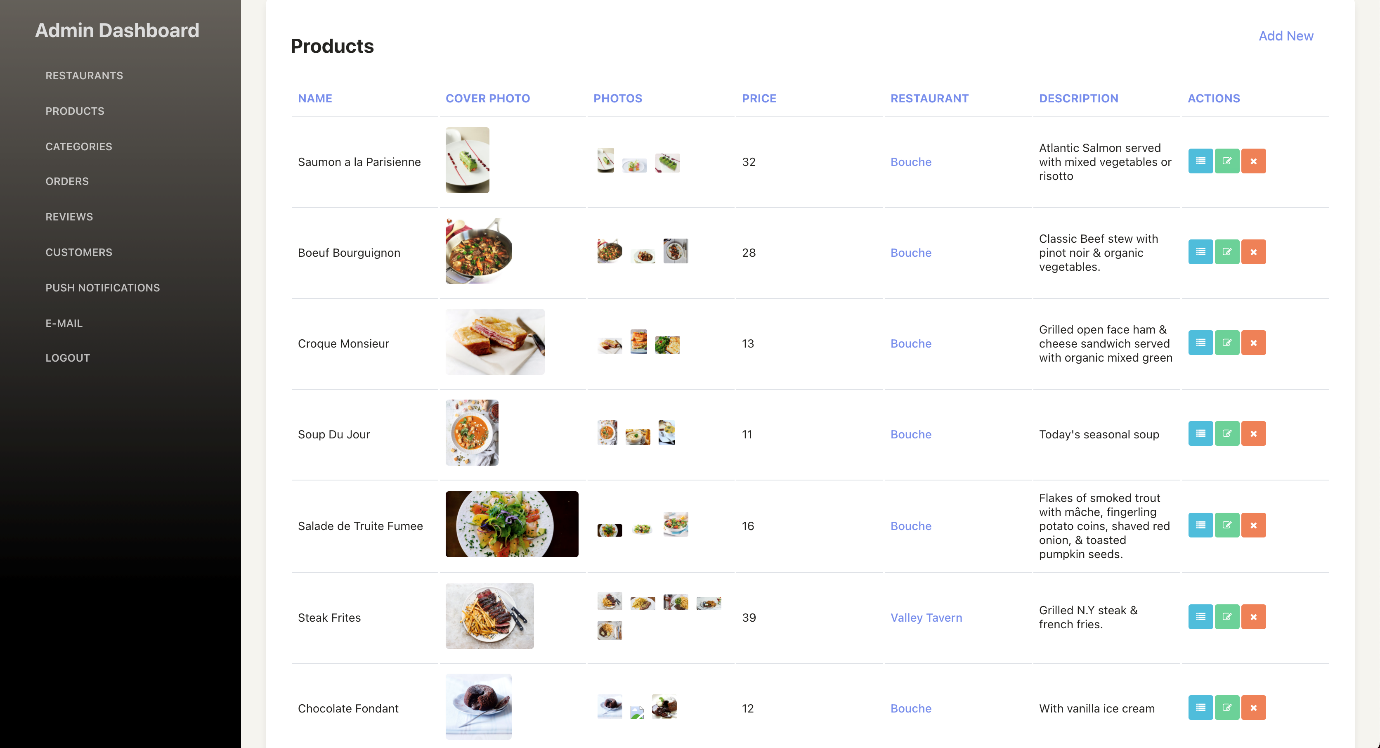 Admin Dashboard
RESTAURANTS
PRODUCTS
CATEGORIES
ORDERS
REVIEWS
CUSTOMERS
PUSH NOTIFICATIONS
E-MAIL
LOGOUT
Products
Add New
NAME COVER PHOTO PHOTOS PRICE RESTAURANT DESCRIPTION ACTIONS
Saumon a la Parisienne 32 Bouche
Atlantic Salmon served
with mixed vegetables or
risotto
Boeuf Bourguignon 28 Bouche
Classic Beef stew with
pinot noir & organic
vegetables.
Croque Monsieur 13 Bouche
Grilled open face ham &
cheese sandwich served
with organic mixed green
Soup Du Jour 11 Bouche
Today's seasonal soup
Salade de Truite Fumee 16 Bouche
Flakes of smoked trout
with mâche, fingerling
potato coins, shaved red
onion, & toasted
pumpkin seeds.
Steak Frites 39 Valley Tavern
Grilled N.Y steak &
french fries.
Chocolate Fondant 12 Bouche
With vanilla ice cream